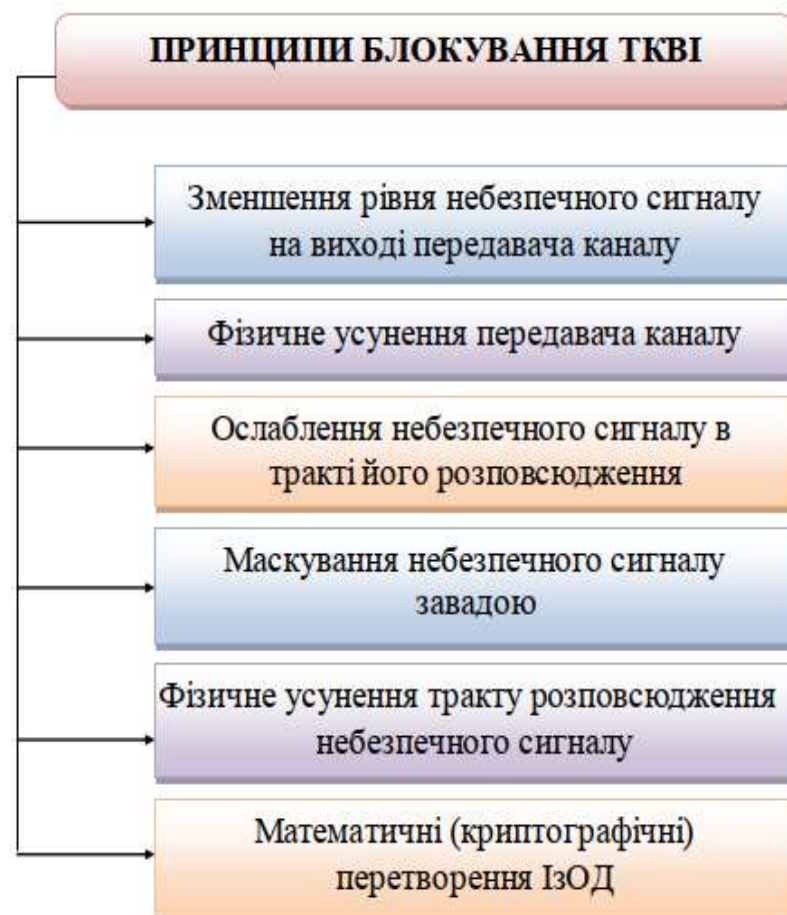 ПРИНЦИПИ БЛОКУВАННЯ ТКВІ
Зменшення рівня небезпечного сигналу
на виході передавача каналу
Фізичне усунення передавача каналу
Ослаблення небезпечного сигналу в
тракті його розповсюдження
Маскування небезпечного сигналу
завадою
Фізичне усунення тракту розповсюдження
небезпечного сигналу
Математичні (криптографічні)
перетворення ІзОД